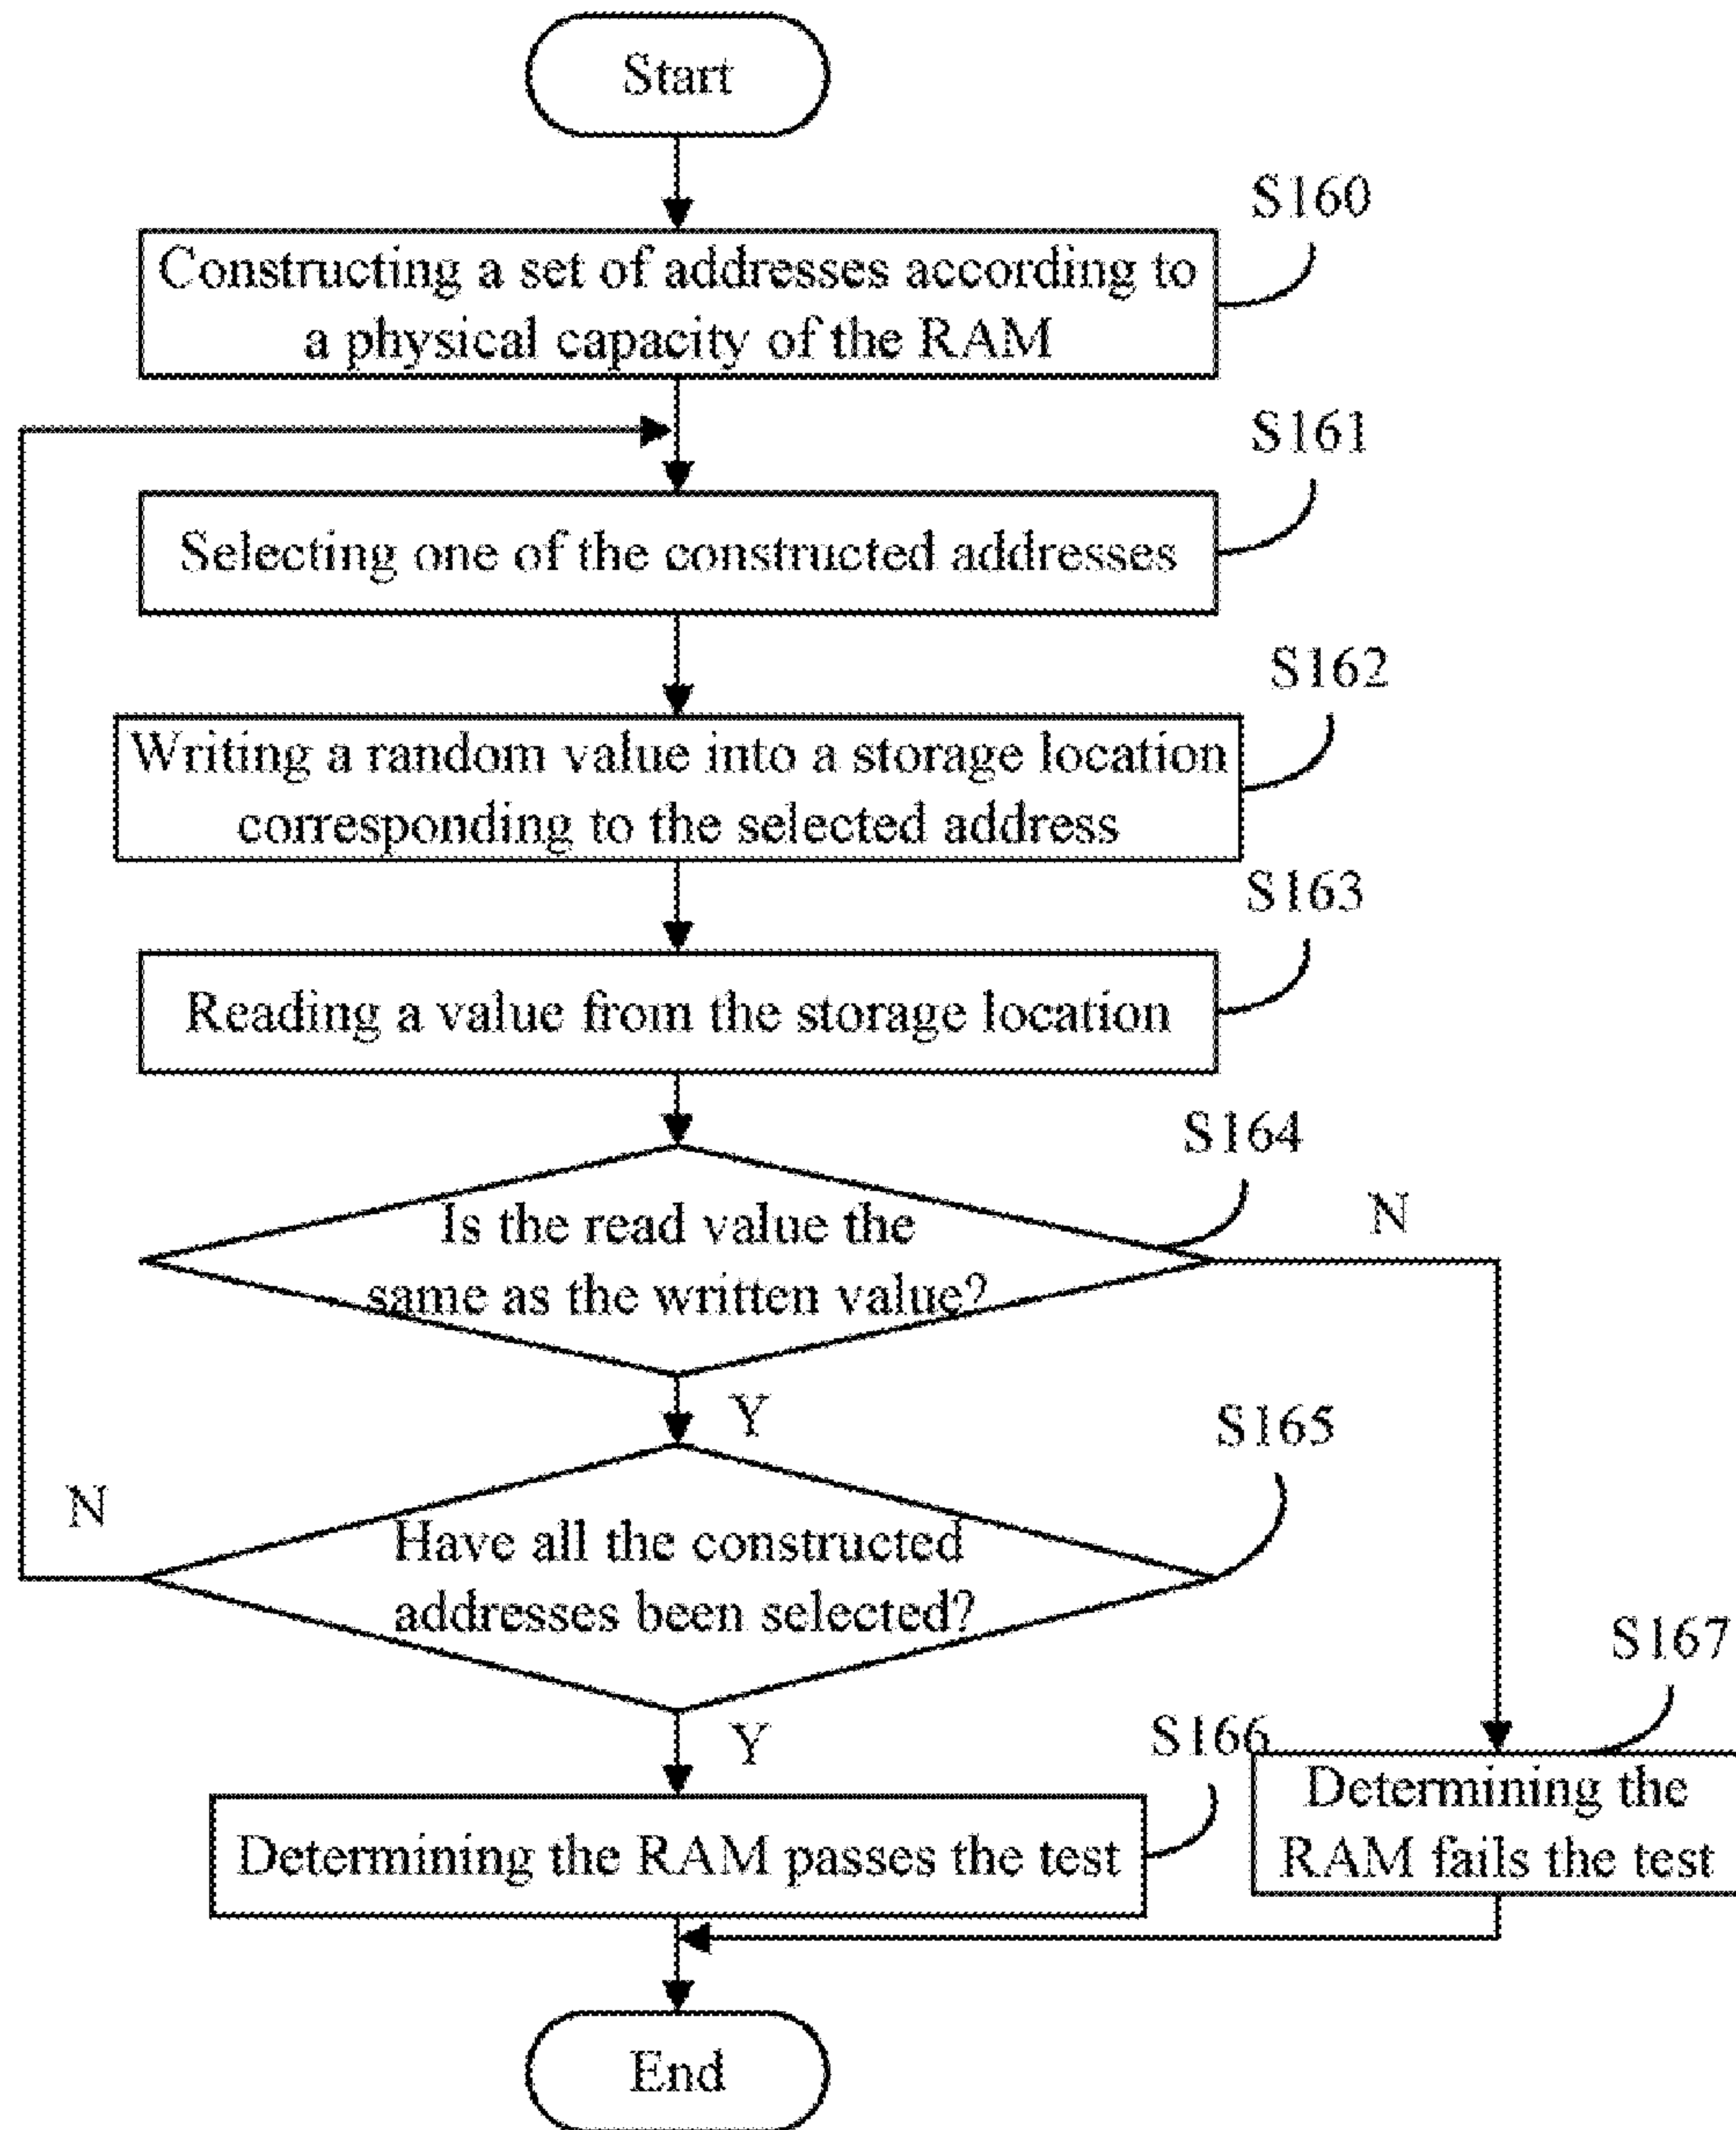 Start
S160
Constructing a set of addresses according to
a physical capacity of the RAM
S161
Selecting one of the constructed addresses
S162
Writing a random value into a storage location
corresponding to the selected address
S163
Reading a value from the storage location
S164
N
Is the read value the
same as the written value?
Y
S165
N
Have all the constructed
addresses been selected?
S167
Y
S166
Determining the
RAM fails the test
Determining the RAM passes the test
End